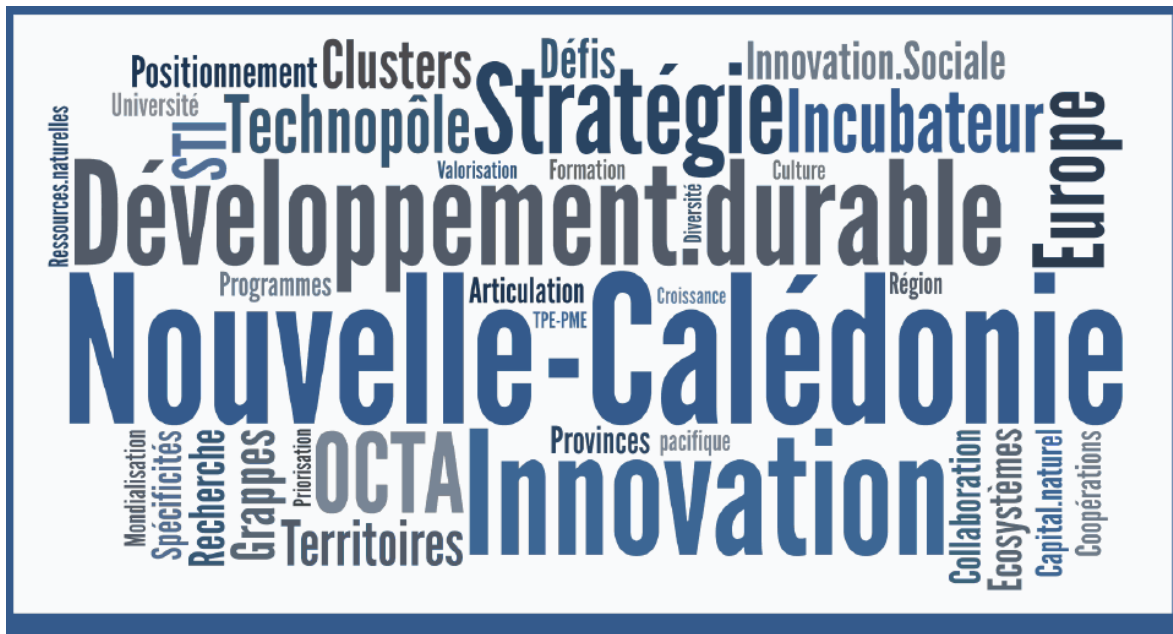 Positionnement
Clusters
Défis
Innovation.Sociale
Université
STI
Technopôle
Stratégie
Incubateur
Europe
Ressources.naturelles
Valorisation
Formation
Culture
Développement.durable
Diversité
Programmes
Articulation
Croissance
Région
TPE-PME
Nouvelle-Calédonie
Mondialisation
Spécificités
Recherche
Grappes
Priorisation
OCTA
Territoires
Provinces
pacifique
Innovation
Collaboration
Ecosystèmes
Capital.naturel
Coopérations